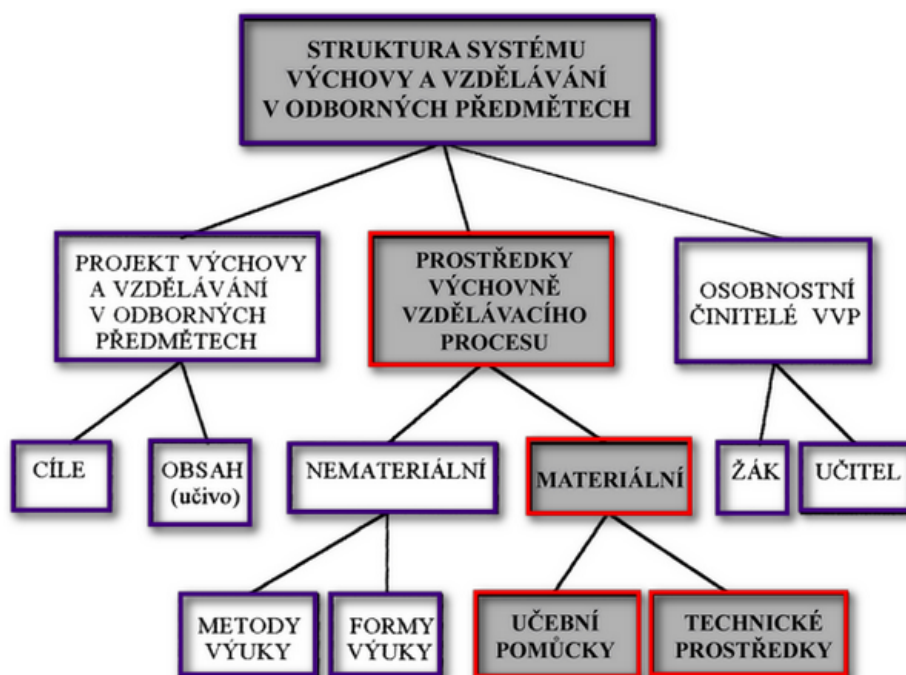 STRUKTURA SYSTÉMU
VÝCHOVY A VZDĚLÁVÁNÍ
V ODBORNÝCH PŘEDMĚTECH
PROJEKT VÝCHOVY
A VZDĚLÁVÁNÍ
V ODBORNÝCH
PŘEDMĚTECH
PROSTŘEDKY
VÝCHOVNĚ
VZDĚLÁVACÍHO
PROCESU
OSOBNOSTNÍ
ČINITELÉ VVP
CÍLE
OBSAH
(učivo)
NEMATERIÁLNÍ
MATERIÁLNÍ
ŽÁK
UČITEL
METODY
VÝUKY
FORMY
VÝUKY
UČEBNÍ
POMŮCKY
TECHNICKÉ
PROSTŘEDKY